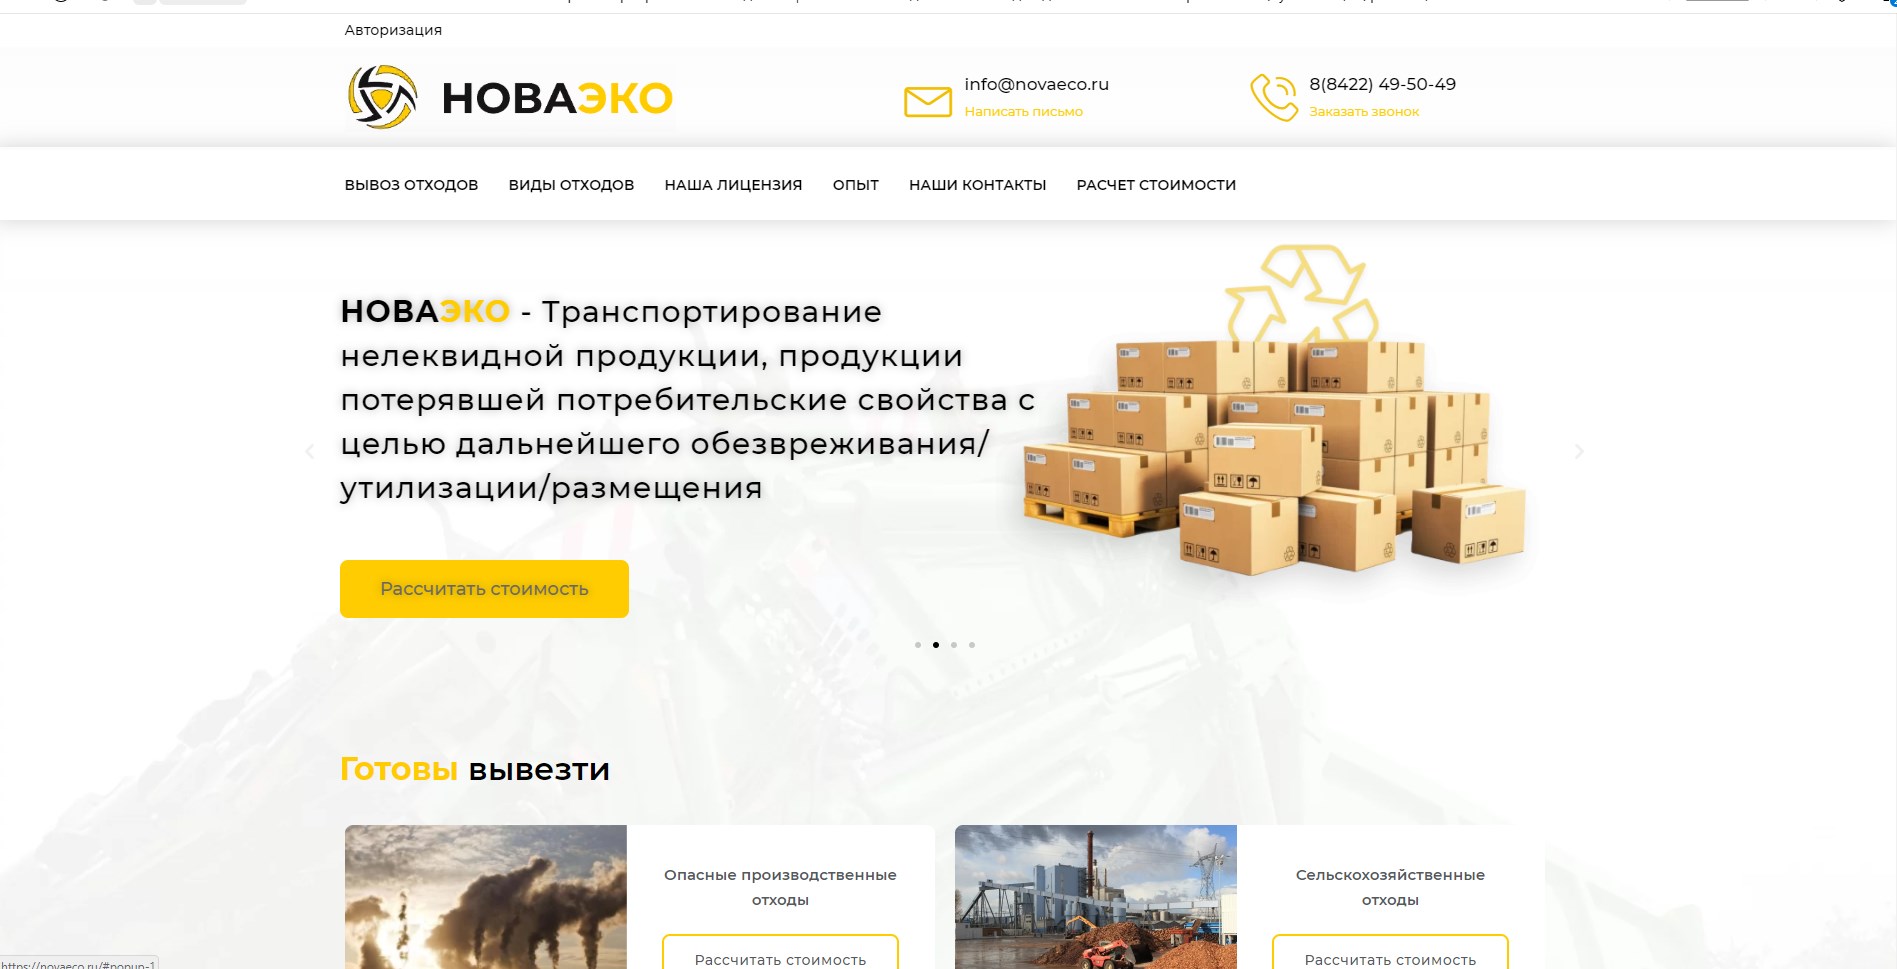 Авторизация
НОВАЭКО
info@novaeco.ru
Написать письмо
8(8422) 49-50-49
Заказать звонок
ВЫВОЗ ОТХОДОВ ВИДЫ ОТХОДОВ НАША ЛИЦЕНЗИЯ ОПЫТ НАШИ КОНТАКТЫ РАСЧЕТ СТОИМОСТИ
НОВАЭКО - Транспортирование
нелеквидной продукции, продукции
потерявшей потребительские свойства с
целью дальнейшего обезвреживания/
утилизации/размещения
Рассчитать стоимость
Готовы вывезти
Опасные производственные
отходы
Рассчитать стоимость
Сельскохозяйственные
отходы
Рассчитать стоимость
https://novaeco.ru/#popup-1